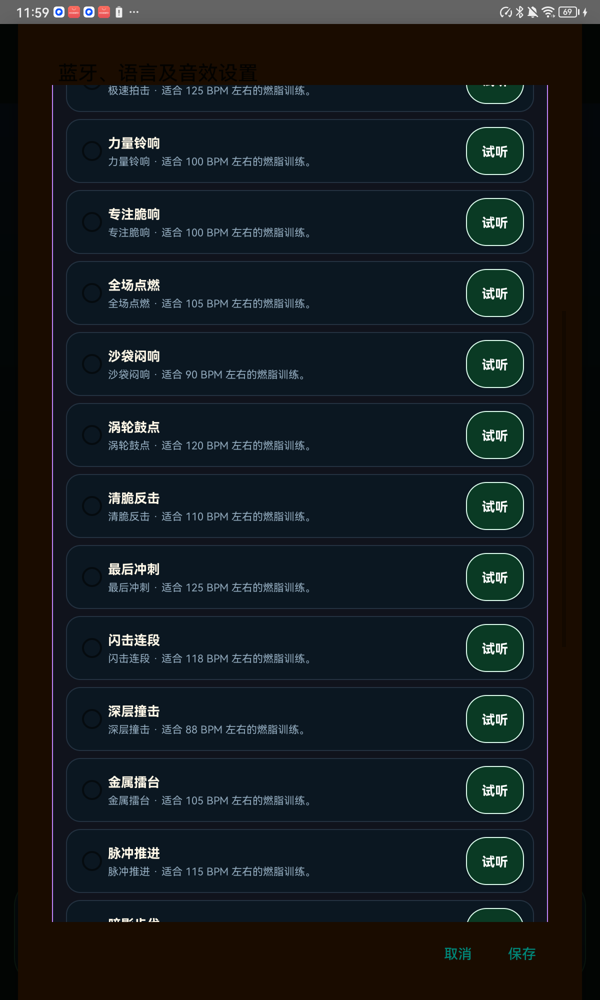 11:59
69
蓝牙、语言及音效设置
极速拍击 · 适合 125 BPM 左右的燃脂训练。
试听
力量铃响
力量铃响 · 适合 100 BPM 左右的燃脂训练。
试听
专注脆响
专注脆响 · 适合 100 BPM 左右的燃脂训练。
试听
全场点燃
全场点燃 · 适合 105 BPM 左右的燃脂训练。
试听
沙袋闷响
沙袋闷响 · 适合 90 BPM 左右的燃脂训练。
试听
涡轮鼓点
涡轮鼓点 · 适合 120 BPM 左右的燃脂训练。
试听
清脆反击
清脆反击 · 适合 110 BPM 左右的燃脂训练。
试听
最后冲刺
最后冲刺 · 适合 125 BPM 左右的燃脂训练。
试听
闪击连段
闪击连段 · 适合 118 BPM 左右的燃脂训练。
试听
深层撞击
深层撞击 · 适合 88 BPM 左右的燃脂训练。
试听
金属擂台
金属擂台 · 适合 105 BPM 左右的燃脂训练。
试听
脉冲推进
脉冲推进 · 适合 115 BPM 左右的燃脂训练。
试听
取消
保存